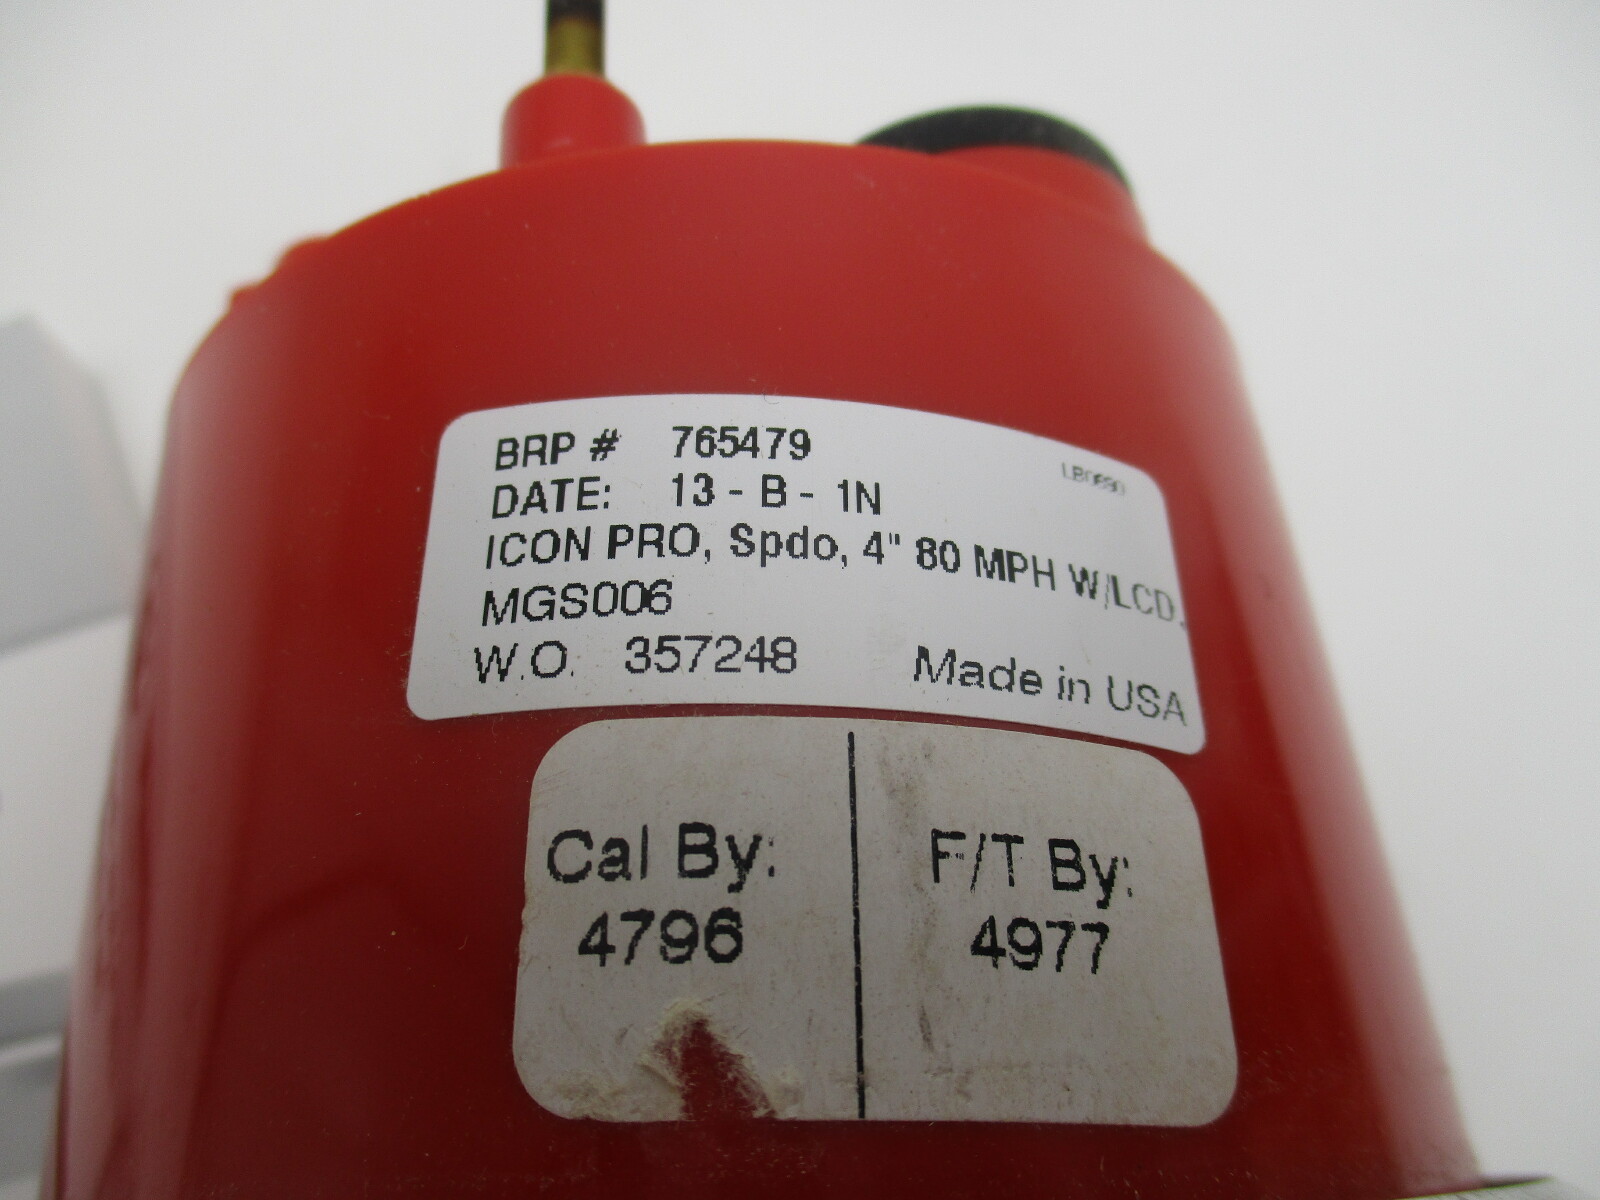 BRP # 765479
LB0690
DATE: 13 - B - 1N
ICON PRO, Spdo, 4" 80 MPH W/LCD,
MGS006
W.O. 357248 Made in USA
Cal By: F/T By:
4796 4977